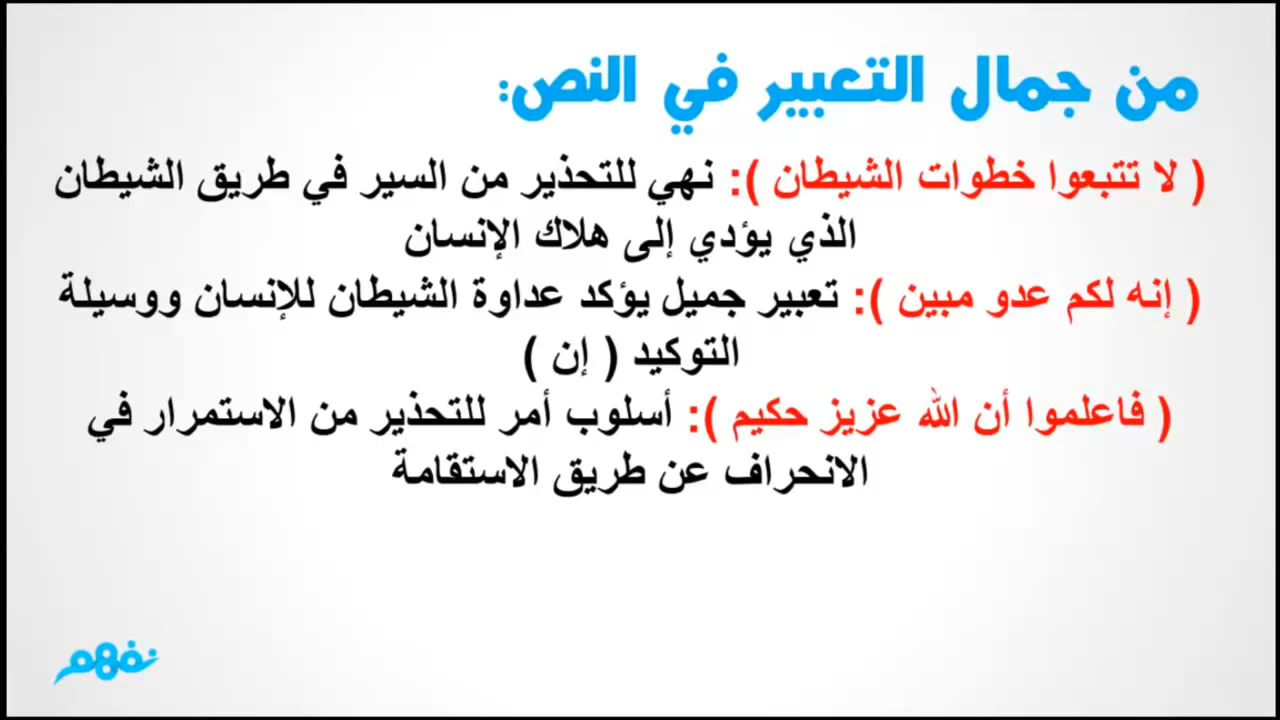 من جمال التعبير في النص:
( لا تتبعوا خطوات الشيطان ): نهي للتحذير من السير في طريق الشيطان
الذي يؤدي إلى هلاك الإنسان
( إنه لكم عدو مبين ): تعبير جميل يؤكد عداوة الشيطان للإنسان ووسيلة
التوكيد ( إن )
( فاعلموا أن الله عزيز حكيم ): أسلوب أمر للتحذير من الاستمرار في
الانحراف عن طريق الاستقامة
نفهم